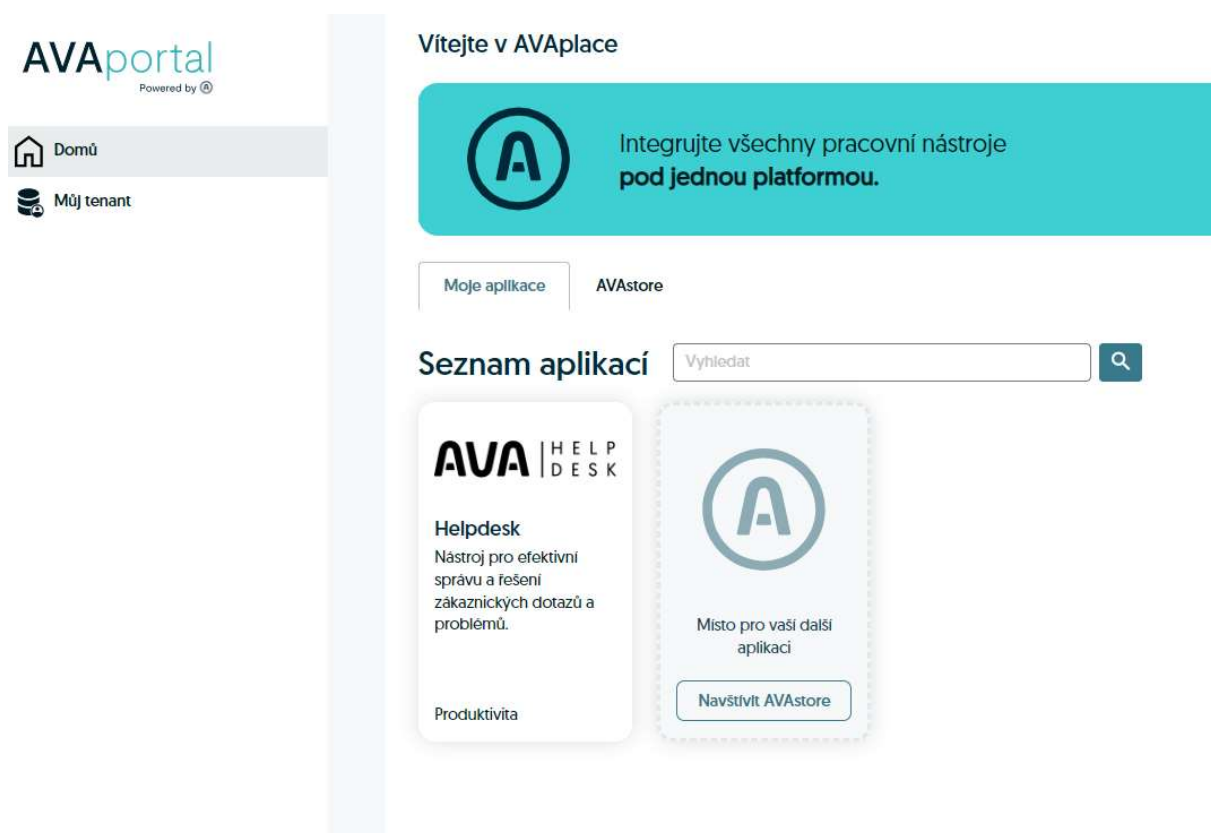 AVAportal
Powered by A
Domů
Můj tenant
Vítejte v AVAplace
A
Integrujte všechny pracovní nástroje
pod jednou platformou.
Moje aplikace
AVAstore
Seznam aplikací
Vyhledat
AVA HELP
DESK
Helpdesk
Nástroj pro efektivní
správu a řešení
zákaznických dotazů a
problémů.
Produktivita
A
Místo pro vaší další
aplikaci
Navštívit AVAstore